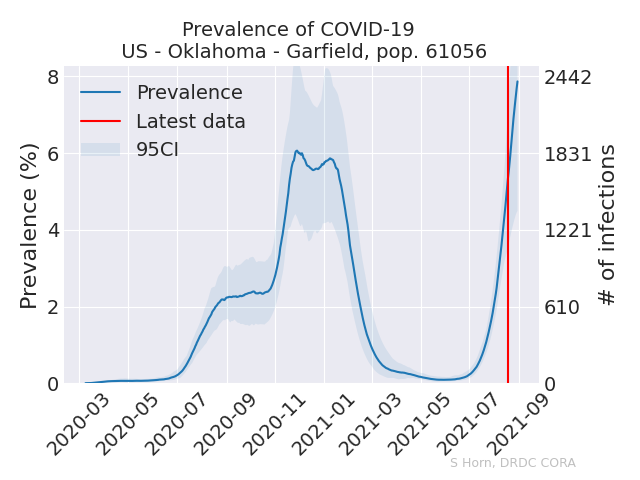 Prevalence of COVID-19
US - Oklahoma - Garfield, pop. 61056
Prevalence
Latest data
95CI
Prevalence (%)
8
6
4
2
0
2442
1831
1221
610
0
# of infections
2020-03
2020-05
2020-07
2020-09
2020-11
2021-01
2021-03
2021-05
2021-07
2021-09
S Horn, DRDC CORA